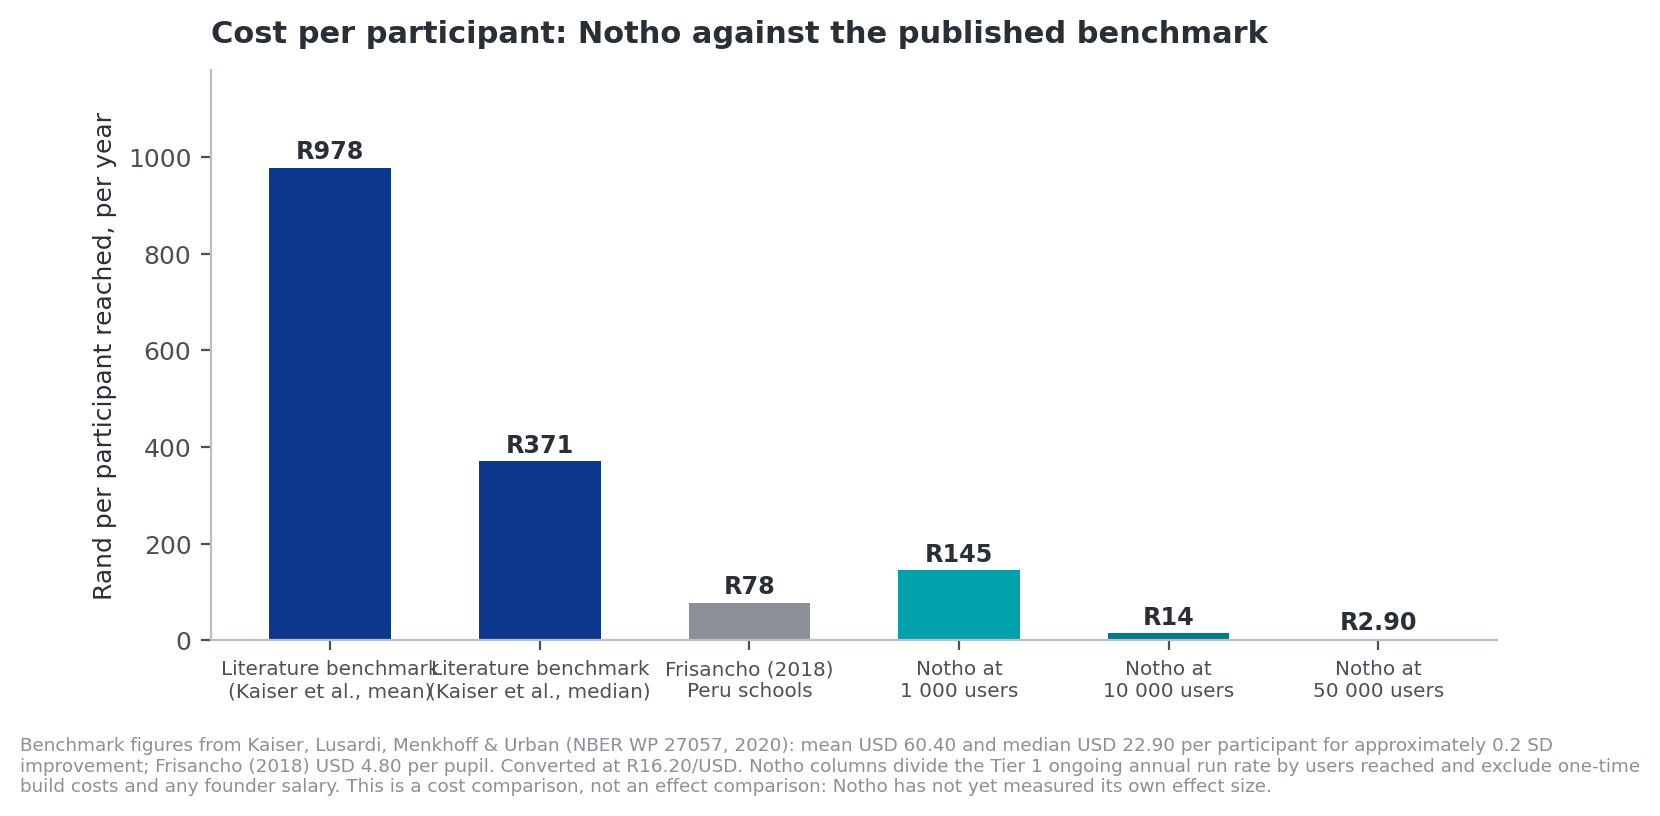 Cost per participant: Notho against the published benchmark
Rand per participant reached, per year
1000
800
600
400
200
0
R978
R371
R78
R145
R14
R2.90
Literature benchmark
(Kaiser et al., mean)
Literature benchmark
(Kaiser et al., median)
Frisancho (2018)
Peru schools
Notho at
1 000 users
Notho at
10 000 users
Notho at
50 000 users
Benchmark figures from Kaiser, Lusardi, Menkhoff & Urban (NBER WP 27057, 2020): mean USD 60.40 and median USD 22.90 per participant for approximately 0.2 SD
improvement; Frisancho (2018) USD 4.80 per pupil. Converted at R16.20/USD. Notho columns divide the Tier 1 ongoing annual run rate by users reached and exclude one-time
build costs and any founder salary. This is a cost comparison, not an effect comparison: Notho has not yet measured its own effect size.